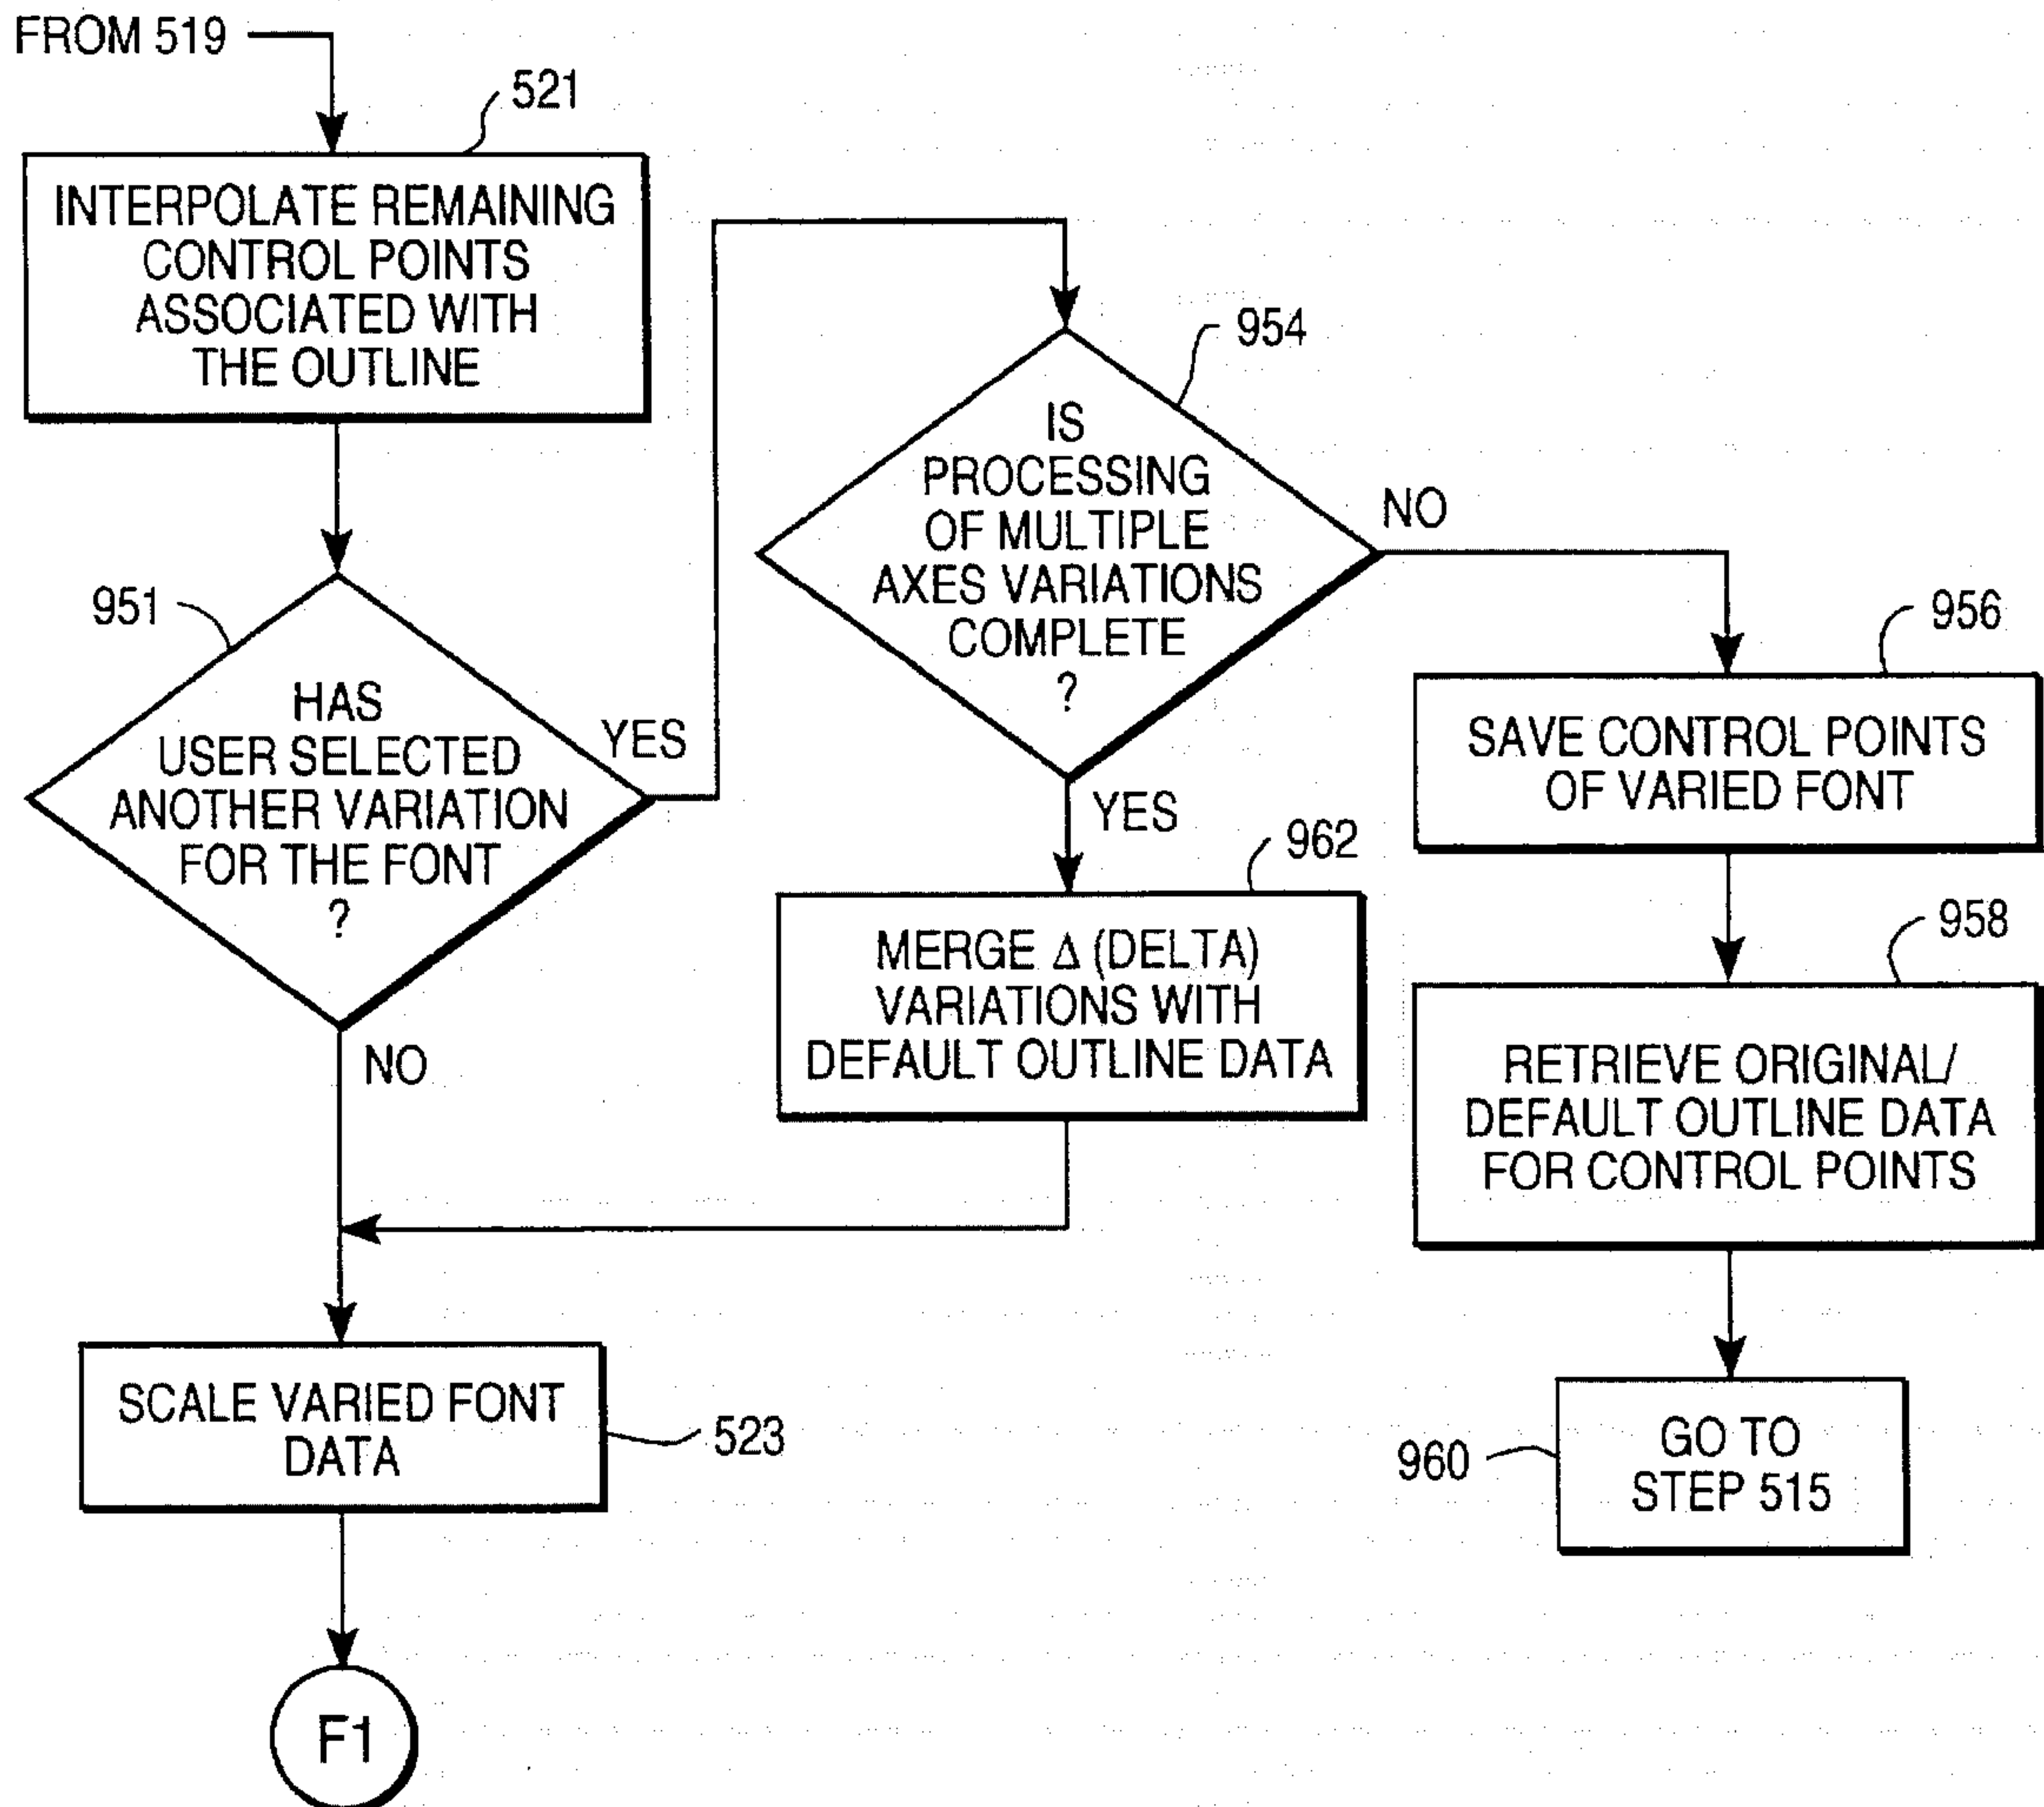 FROM 519
521
INTERPOLATE REMAINING
CONTROL POINTS
ASSOCIATED WITH
THE OUTLINE
951
HAS
USER SELECTED
ANOTHER VARIATION
FOR THE FONT
?
YES
NO
954
IS
PROCESSING
OF MULTIPLE
AXES VARIATIONS
COMPLETE
?
NO
YES
962
MERGE Δ (DELTA)
VARIATIONS WITH
DEFAULT OUTLINE DATA
956
SAVE CONTROL POINTS
OF VARIED FONT
958
RETRIEVE ORIGINAL/
DEFAULT OUTLINE DATA
FOR CONTROL POINTS
960
GO TO
STEP 515
SCALE VARIED FONT
DATA
523
F1